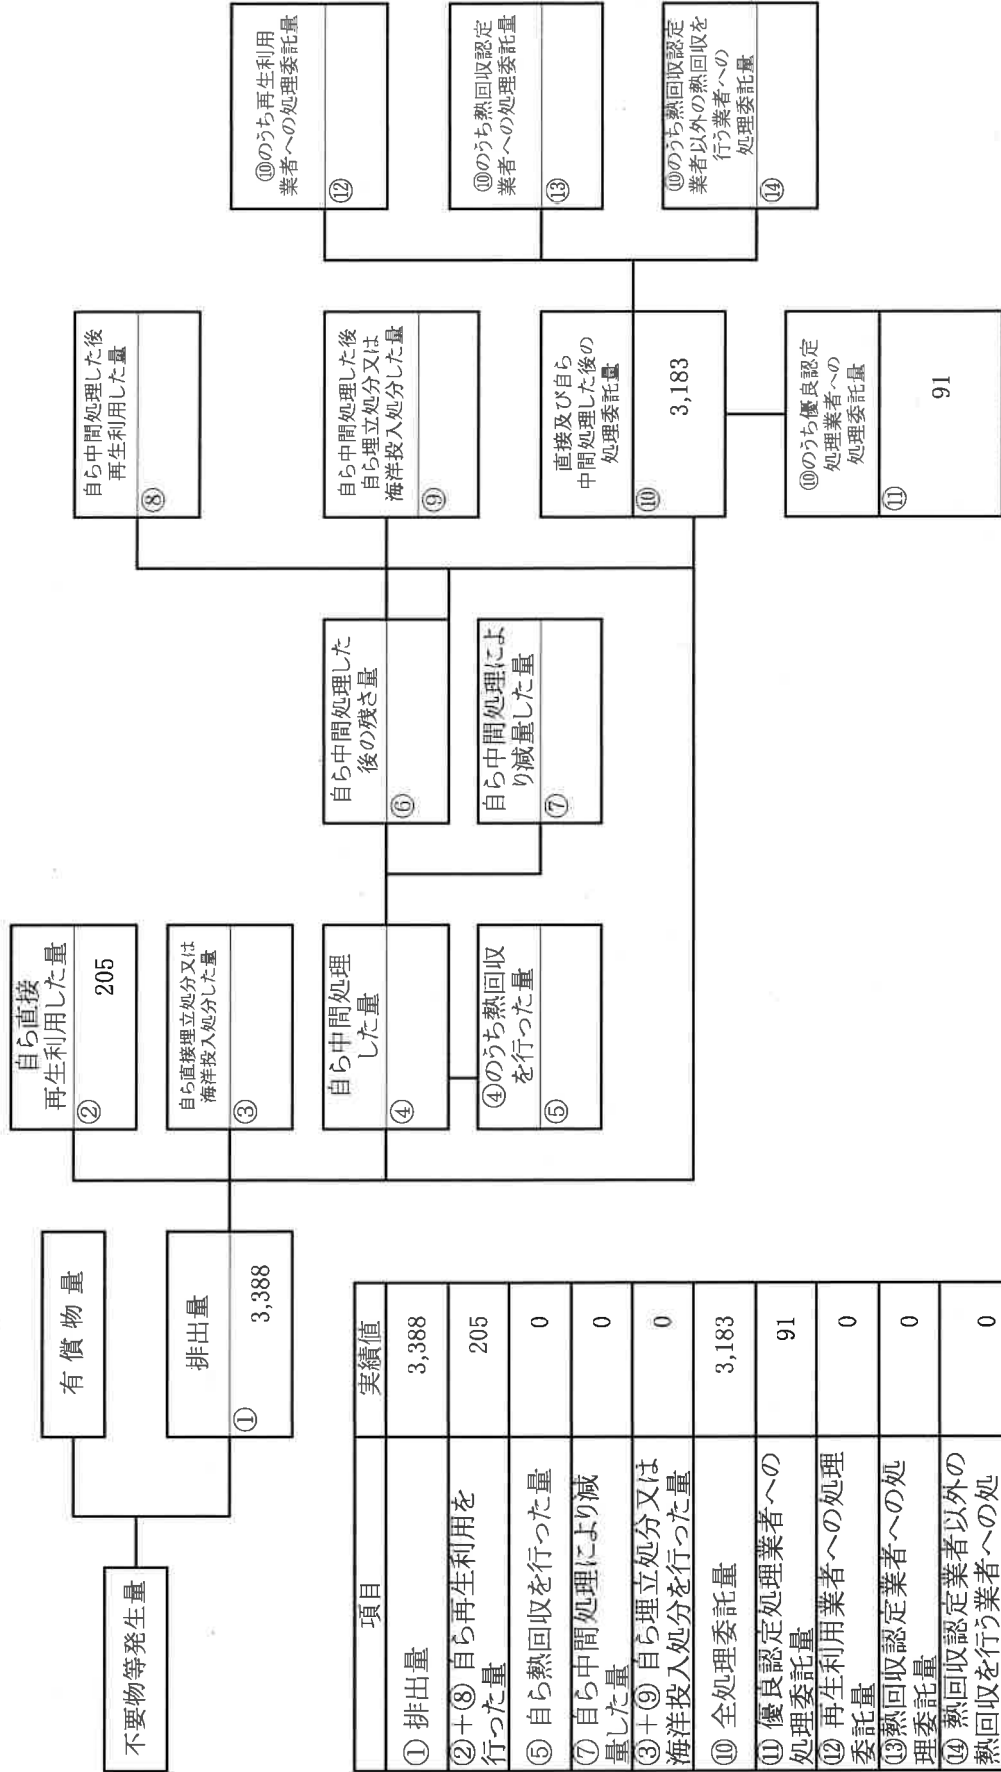 不要物等発生量
有償物量
排出量
①
3,388
自ら直接
再生利用した量
②
205
自ら直接埋立処分又は
海洋投入処分した量
③
自ら中間処理
した量
④
④のうち熱回収
を行った量
⑤
自ら中間処理した
後の残さ量
⑥
自ら中間処理によ
り減量した量
⑦
自ら中間処理した後
再生利用した量
⑧
自ら中間処理した後
自ら埋立処分又は
海洋投入処分した量
⑨
直接及び自ら
中間処理した後の
処理委託量
⑩
3,183
⑩のうち優良認定
処理業者への
処理委託量
⑪
91
⑩のうち再生利用
業者への処理委託量
⑫
⑩のうち熱回収認定
業者への処理委託量
⑬
⑩のうち熱回収認定
業者以外の熱回収を
行う業者への
処理委託量
⑭
項目 実績値
① 排出量 3,388
②+⑧ 自ら再生利用を
行った量 205
⑤ 自ら熱回収を行った量 0
⑦ 自ら中間処理により減
量した量 0
③+⑨ 自ら埋立処分又は
海洋投入処分を行った量 0
⑩ 全処理委託量 3,183
⑪ 優良認定処理業者への
処理委託量 91
⑫ 再生利用業者への処理
委託量 0
⑬熱回収認定業者への処
理委託量 0
⑭ 熱回収認定業者以外の
熱回収を行う業者への処 0